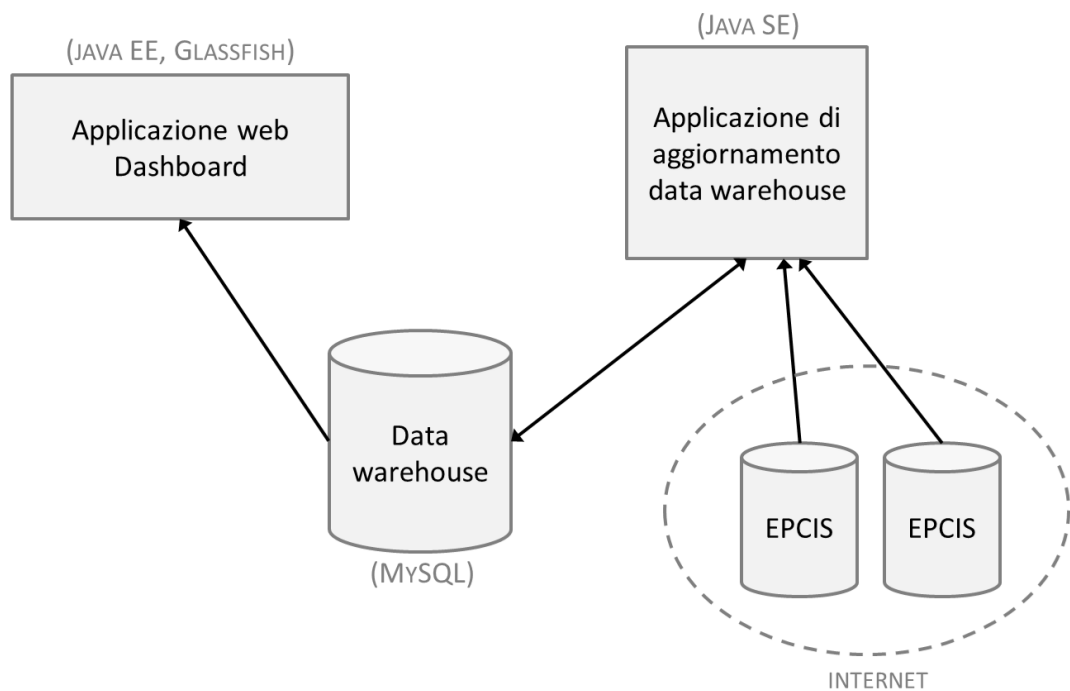 (JAVA EE, GLASSFISH)
Applicazione web
Dashboard
(JAVA SE)
Applicazione di
aggiornamento
data warehouse
Data
warehouse
(MYSQL)
EPCIS
EPCIS
INTERNET